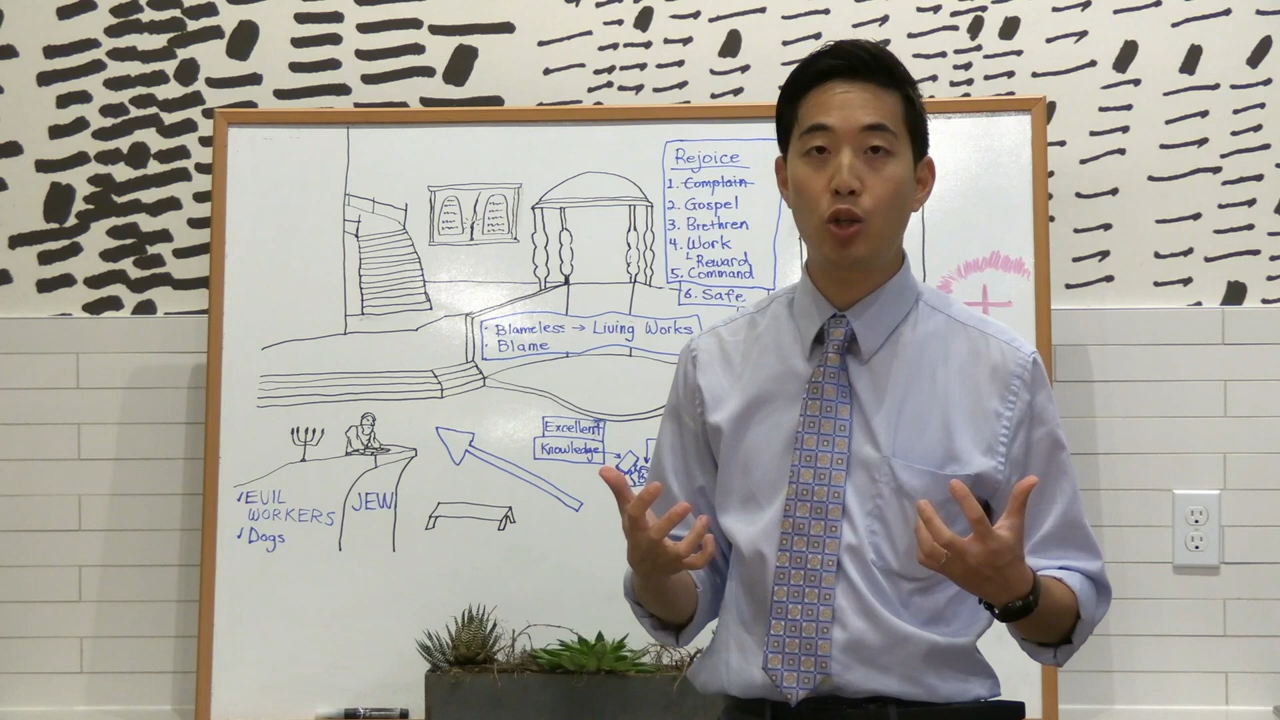 Rejoice
1. Complain
2. Gospel
3. Brethren
4. Work
Reward
5. Command
6. Safe
• Blameless → Living Works
• Blame
Excellent
Knowledge
JEW
✓EVIL
WORKERS
✓Dogs